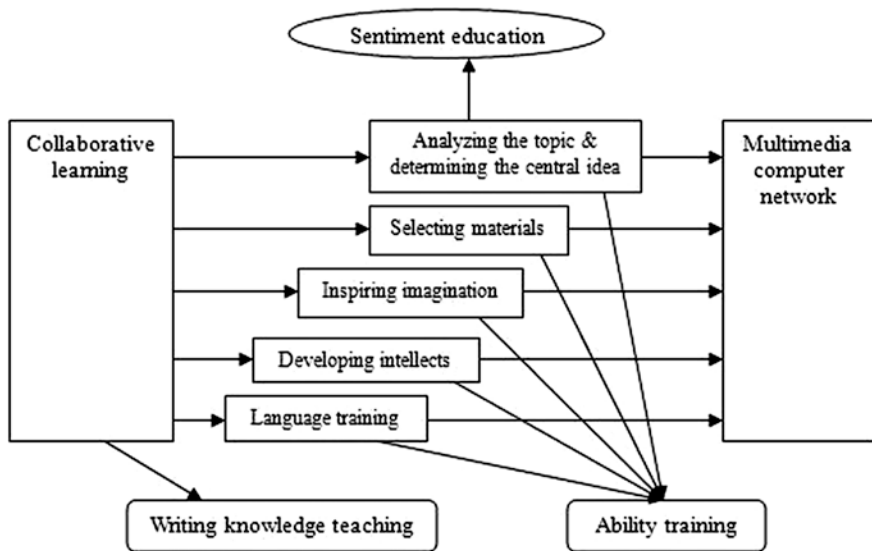 Sentiment education
Collaborative
learning
Analyzing the topic &
determining the central idea
Multimedia
computer
network
Selecting materials
Inspiring imagination
Developing intellects
Language training
Writing knowledge teaching
Ability training